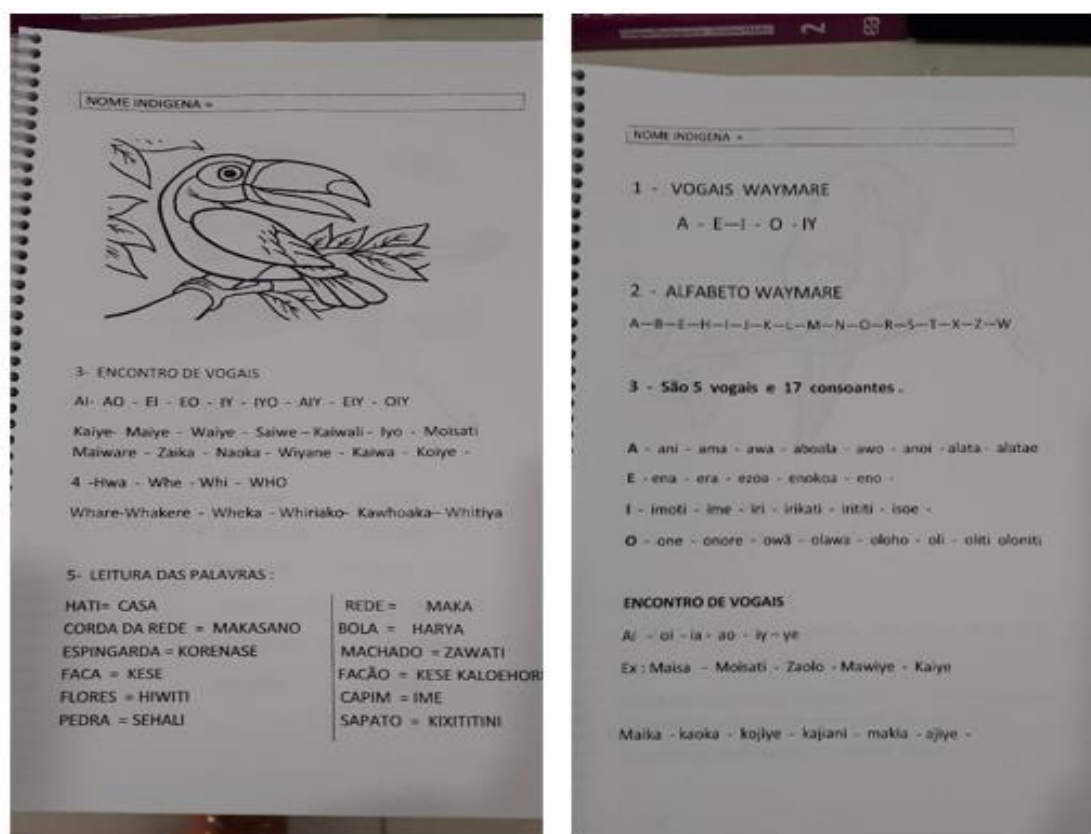 NOME INDIGENA =
3- ENCONTRO DE VOGAIS
AI- AO - EI - EO - IY - IYO - AIY - EIY - OIY
Kaiye- Maiye - Waiye - Saiwe – Kaiwali - Iyo - Moisati
Maiware - Zaika - Naoka - Wiyane - Kaiwa - Koiye -
4 -Hwa - Whe - Whi - WHO
Whare-Whakere - Wheka - Whiriako- Kawhoaka– Whitiya
5- LEITURA DAS PALAVRAS :
HATI= CASA
CORDA DA REDE = MAKASANO
ESPINGARDA = KORENASE
FACA = KESE
FLORES = HIWITI
PEDRA = SEHALI
REDE = MAKA
BOLA = HARYA
MACHADO = ZAWATI
FACÃO = KESE KALOEHOR
CAPIM = IME
SAPATO = KIXITITINI
2
NOME INDIGENA =
1 - VOGAIS WAYMARE
A - E—I - O - IY
2 - ALFABETO WAYMARE
A—B—E—H—I—J—K—L—M—N—O—R—S—T—X—Z—W
3 - São 5 vogais e 17 consoantes .
A - ani - ama - awa - aboala - awo - anoi - alata - alatae
E - ena - era - ezoa - enokoa - eno -
I - imoti - ime - iri - irikati - irititi - isoe -
O - one - onore - owã - olawa - oloho - oli - oliti oloniti
ENCONTRO DE VOGAIS
Ai - oi - ia - ao - iy – ye
Ex : Maisa - Moisati - Zaolo - Mawiye - Kaiye
Maika - kaoka - kojiye - kajiani - makia - ajiye -